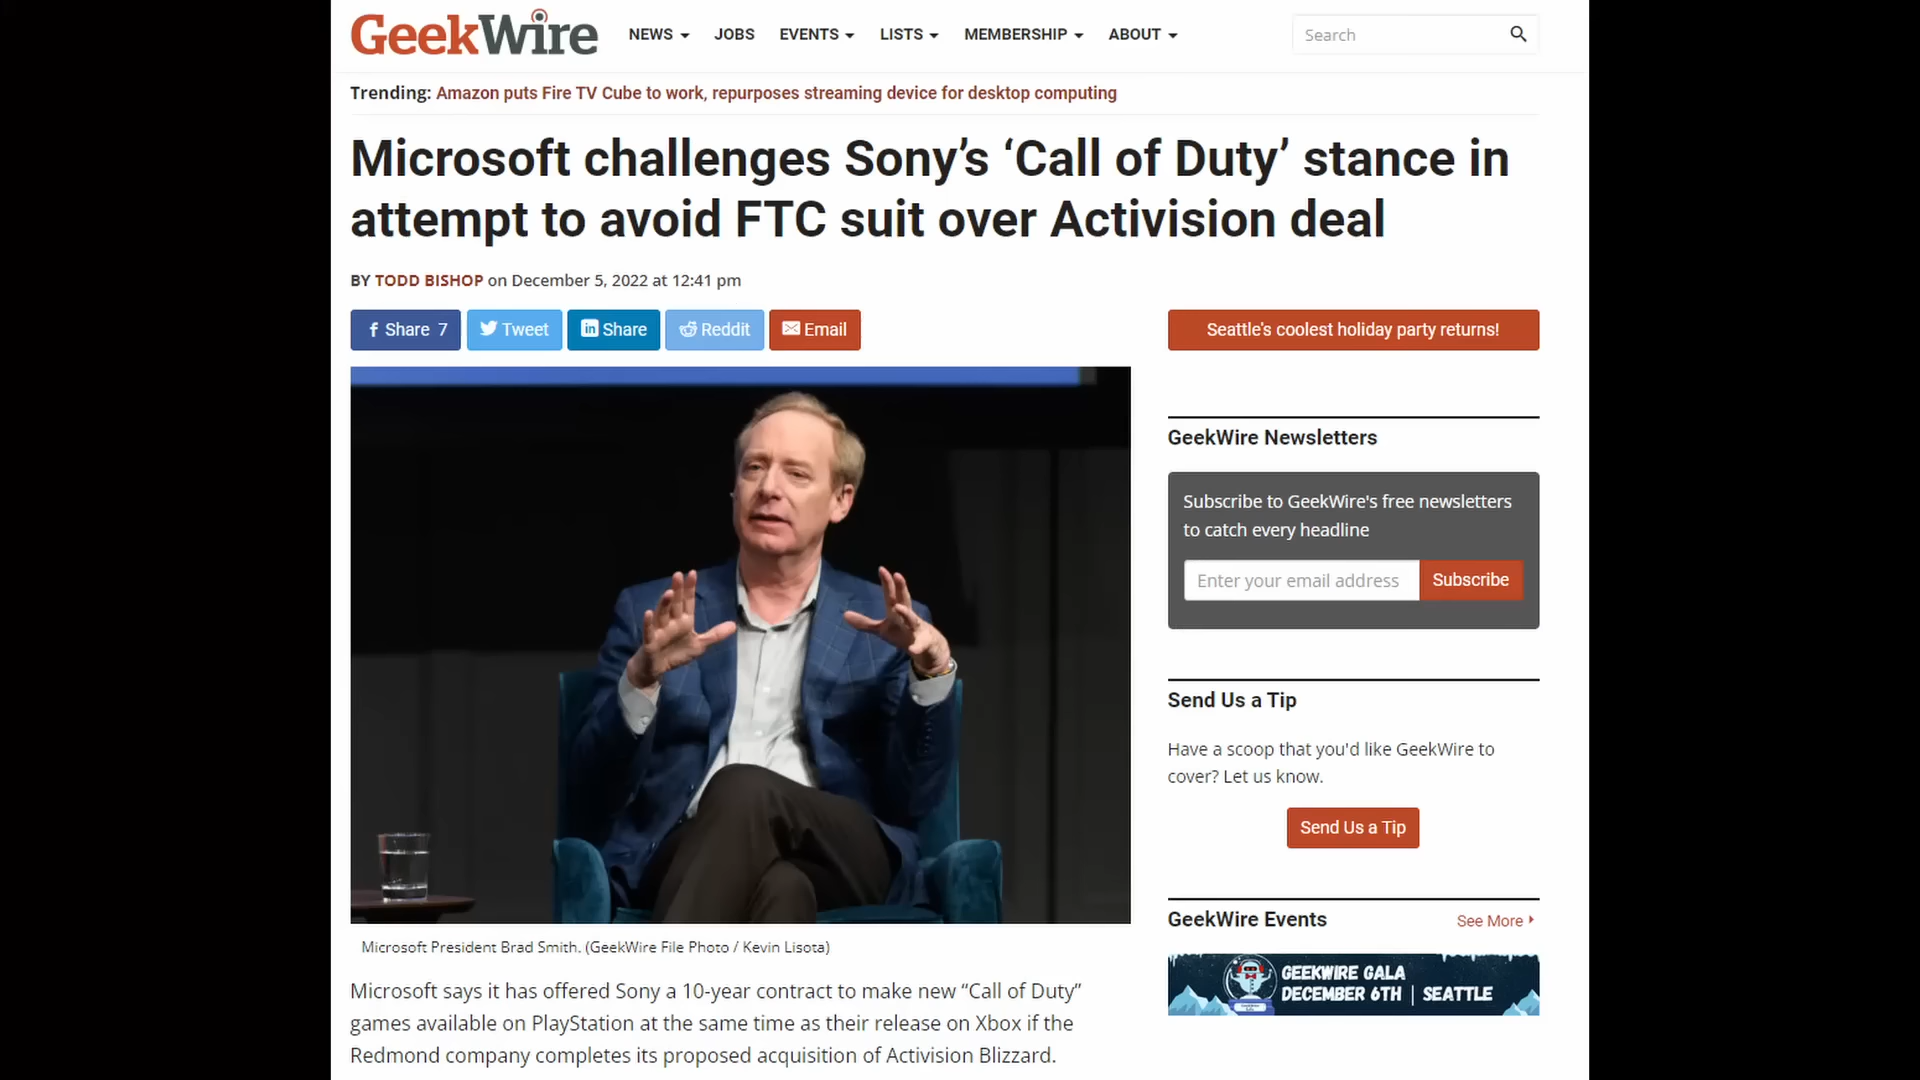 GeekWire
NEWS JOBS EVENTS LISTS MEMBERSHIP ABOUT
Search
Trending: Amazon puts Fire TV Cube to work, repurposes streaming device for desktop computing
Microsoft challenges Sony’s ‘Call of Duty’ stance in
attempt to avoid FTC suit over Activision deal
BY TODD BISHOP on December 5, 2022 at 12:41 pm
Share 7 Tweet Share Reddit Email
Seattle's coolest holiday party returns!
GeekWire Newsletters
Subscribe to GeekWire's free newsletters
to catch every headline
Enter your email address Subscribe
Send Us a Tip
Have a scoop that you'd like GeekWire to
cover? Let us know.
Send Us a Tip
GeekWire Events See More
GEEKWIRE GALA
DECEMBER 6TH | SEATTLE
Microsoft President Brad Smith. (GeekWire File Photo / Kevin Lisota)
Microsoft says it has offered Sony a 10-year contract to make new “Call of Duty”
games available on PlayStation at the same time as their release on Xbox if the
Redmond company completes its proposed acquisition of Activision Blizzard.